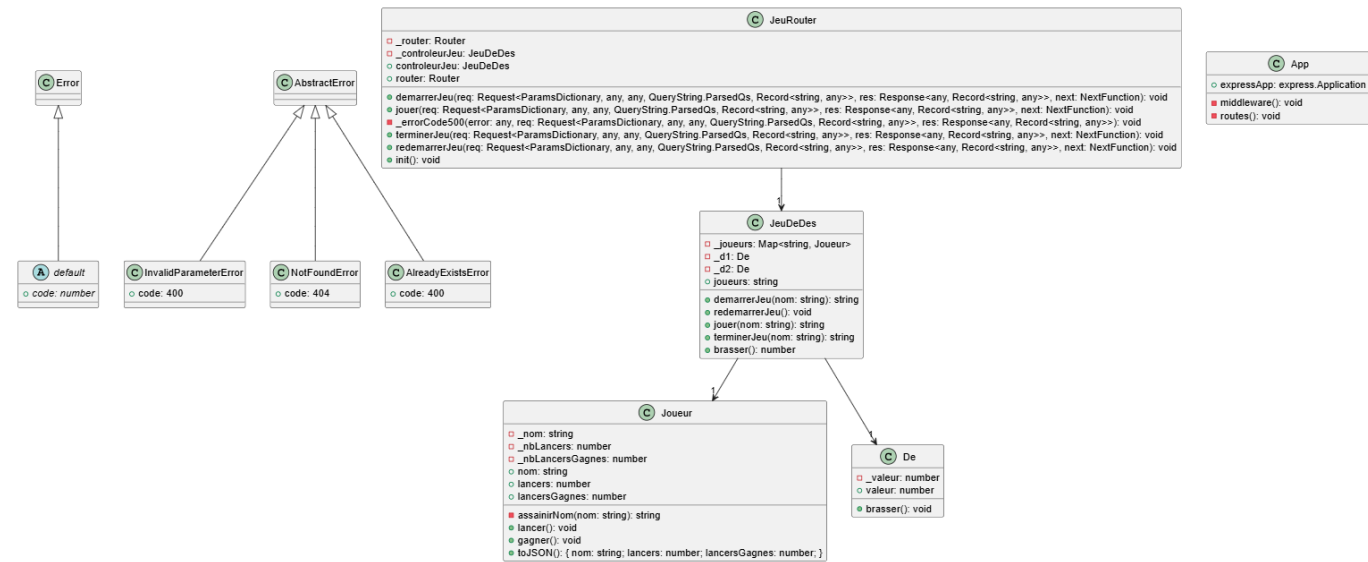 C JeuRouter
_router: Router
_controleurJeu: JeuDeDes
controleurJeu: JeuDeDes
router: Router
demarrerJeu(req: Request<ParamsDictionary, any, any, QueryString.ParsedQs, Record<string, any>>, res: Response<any, Record<string, any>>, next: NextFunction): void
jouer(req: Request<ParamsDictionary, any, any, QueryString.ParsedQs, Record<string, any>>, res: Response<any, Record<string, any>>, next: NextFunction): void
_errorCode500(error: any, req: Request<ParamsDictionary, any, any, QueryString.ParsedQs, Record<string, any>>, res: Response<any, Record<string, any>>): void
terminerJeu(req: Request<ParamsDictionary, any, any, QueryString.ParsedQs, Record<string, any>>, res: Response<any, Record<string, any>>, next: NextFunction): void
redemarrerJeu(req: Request<ParamsDictionary, any, any, QueryString.ParsedQs, Record<string, any>>, res: Response<any, Record<string, any>>, next: NextFunction): void
init(): void
C App
expressApp: express.Application
middleware(): void
routes(): void
C Error
C AbstractError
1
A default
code: number
C InvalidParameterError
code: 400
C NotFoundError
code: 404
C AlreadyExistsError
code: 400
C JeuDeDes
_joueurs: Map<string, Joueur>
_d1: De
_d2: De
joueurs: string
demarrerJeu(nom: string): string
redemarrerJeu(): void
jouer(nom: string): string
terminerJeu(nom: string): string
brasser(): number
1
1
C Joueur
_nom: string
_nbLancers: number
_nbLancersGagnes: number
nom: string
lancers: number
lancersGagnes: number
assainirNom(nom: string): string
lancer(): void
gagner(): void
toJSON(): { nom: string; lancers: number; lancersGagnes: number; }
C De
_valeur: number
valeur: number
brasser(): void